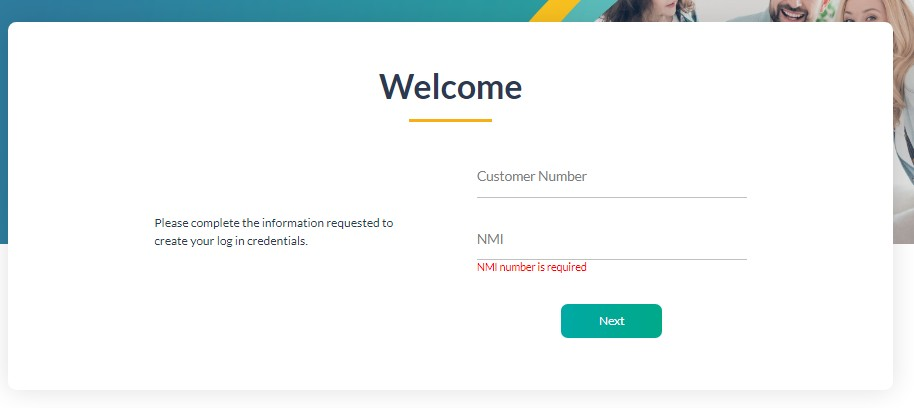 Welcome
Customer Number
Please complete the information requested to
create your log in credentials.
NMI
NMI number is required
Next